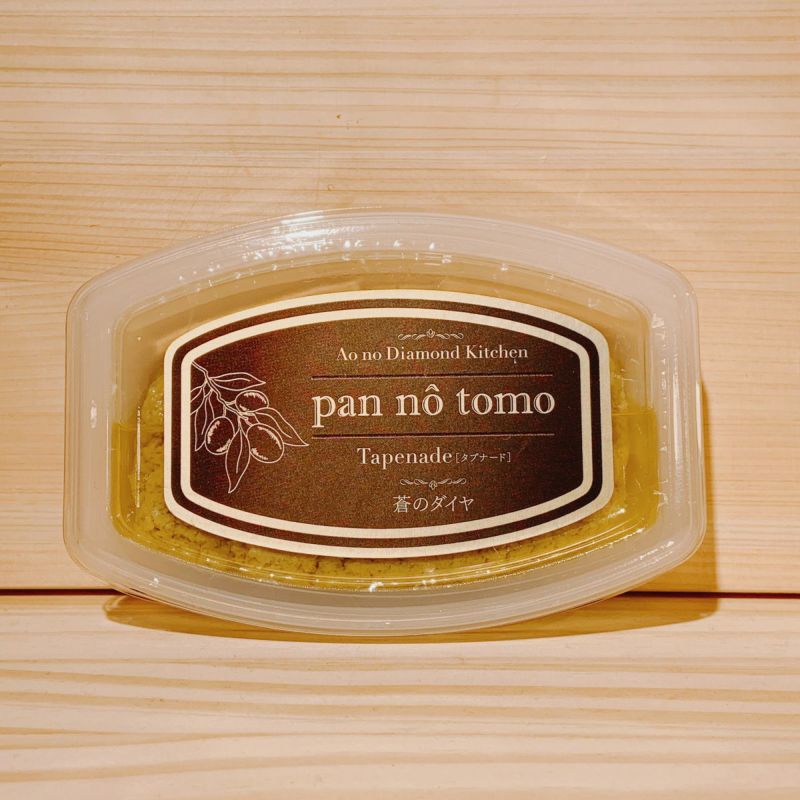 Ao no Diamond Kitchen
pan nô tomo
Tapenade [タプナード]
蒼のダイヤ